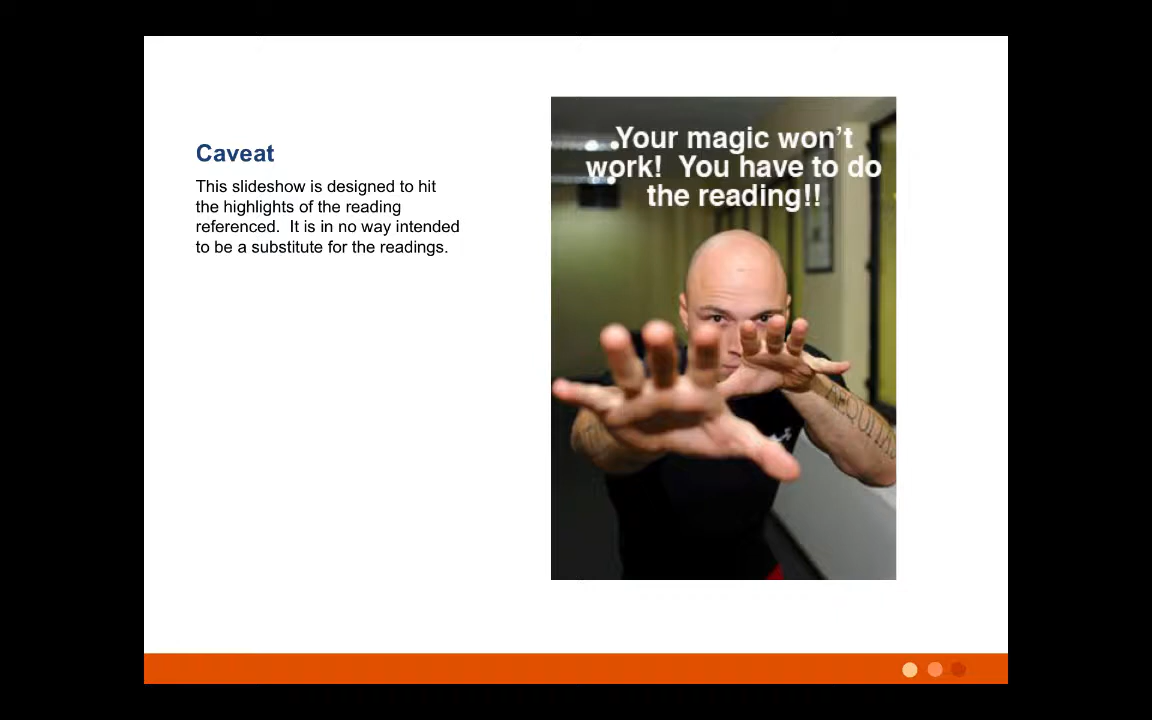 Caveat
This slideshow is designed to hit
the highlights of the reading
referenced.  It is in no way intended
to be a substitute for the readings.
Your magic won’t
work!  You have to do
the reading!!
AEQUITAS